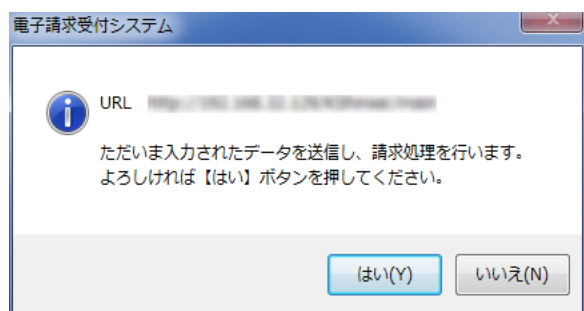 電子請求受付システム
URL
ただいま入力されたデータを送信し、請求処理を行います。
よろしければ【はい】ボタンを押してください。
はい(Y)
いいえ(N)